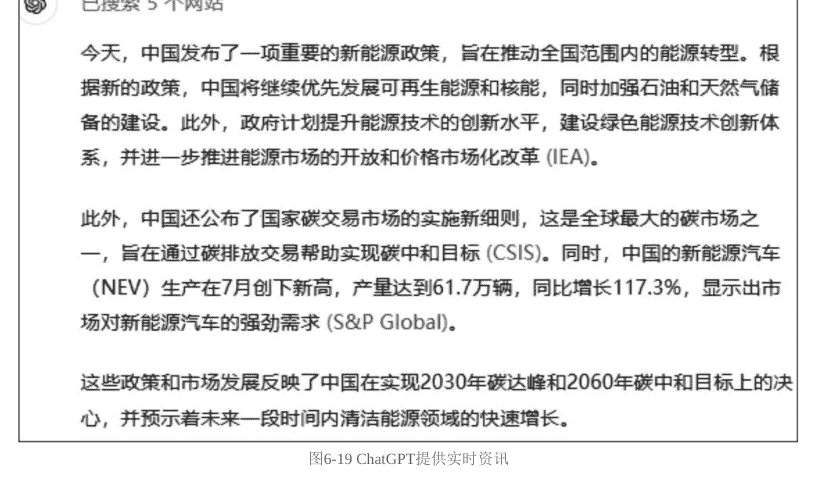 已搜索 5 个网站
今天，中国发布了一项重要的新能源政策，旨在推动全国范围内的能源转型。根
据新的政策，中国将继续优先发展可再生能源和核能，同时加强石油和天然气储
备的建设。此外，政府计划提升能源技术的创新水平，建设绿色能源技术创新体
系，并进一步推进能源市场的开放和价格市场化改革 (IEA)。
此外，中国还公布了国家碳交易市场的实施新细则，这是全球最大的碳市场之
一，旨在通过碳排放交易帮助实现碳中和目标 (CSIS)。同时，中国的新能源汽车
（NEV）生产在7月创下新高，产量达到61.7万辆，同比增长117.3%，显示出市
场对新能源汽车的强劲需求 (S&P Global)。
这些政策和市场发展反映了中国在实现2030年碳达峰和2060年碳中和目标上的决
心，并预示着未来一段时间内清洁能源领域的快速增长。
图6-19 ChatGPT提供实时资讯